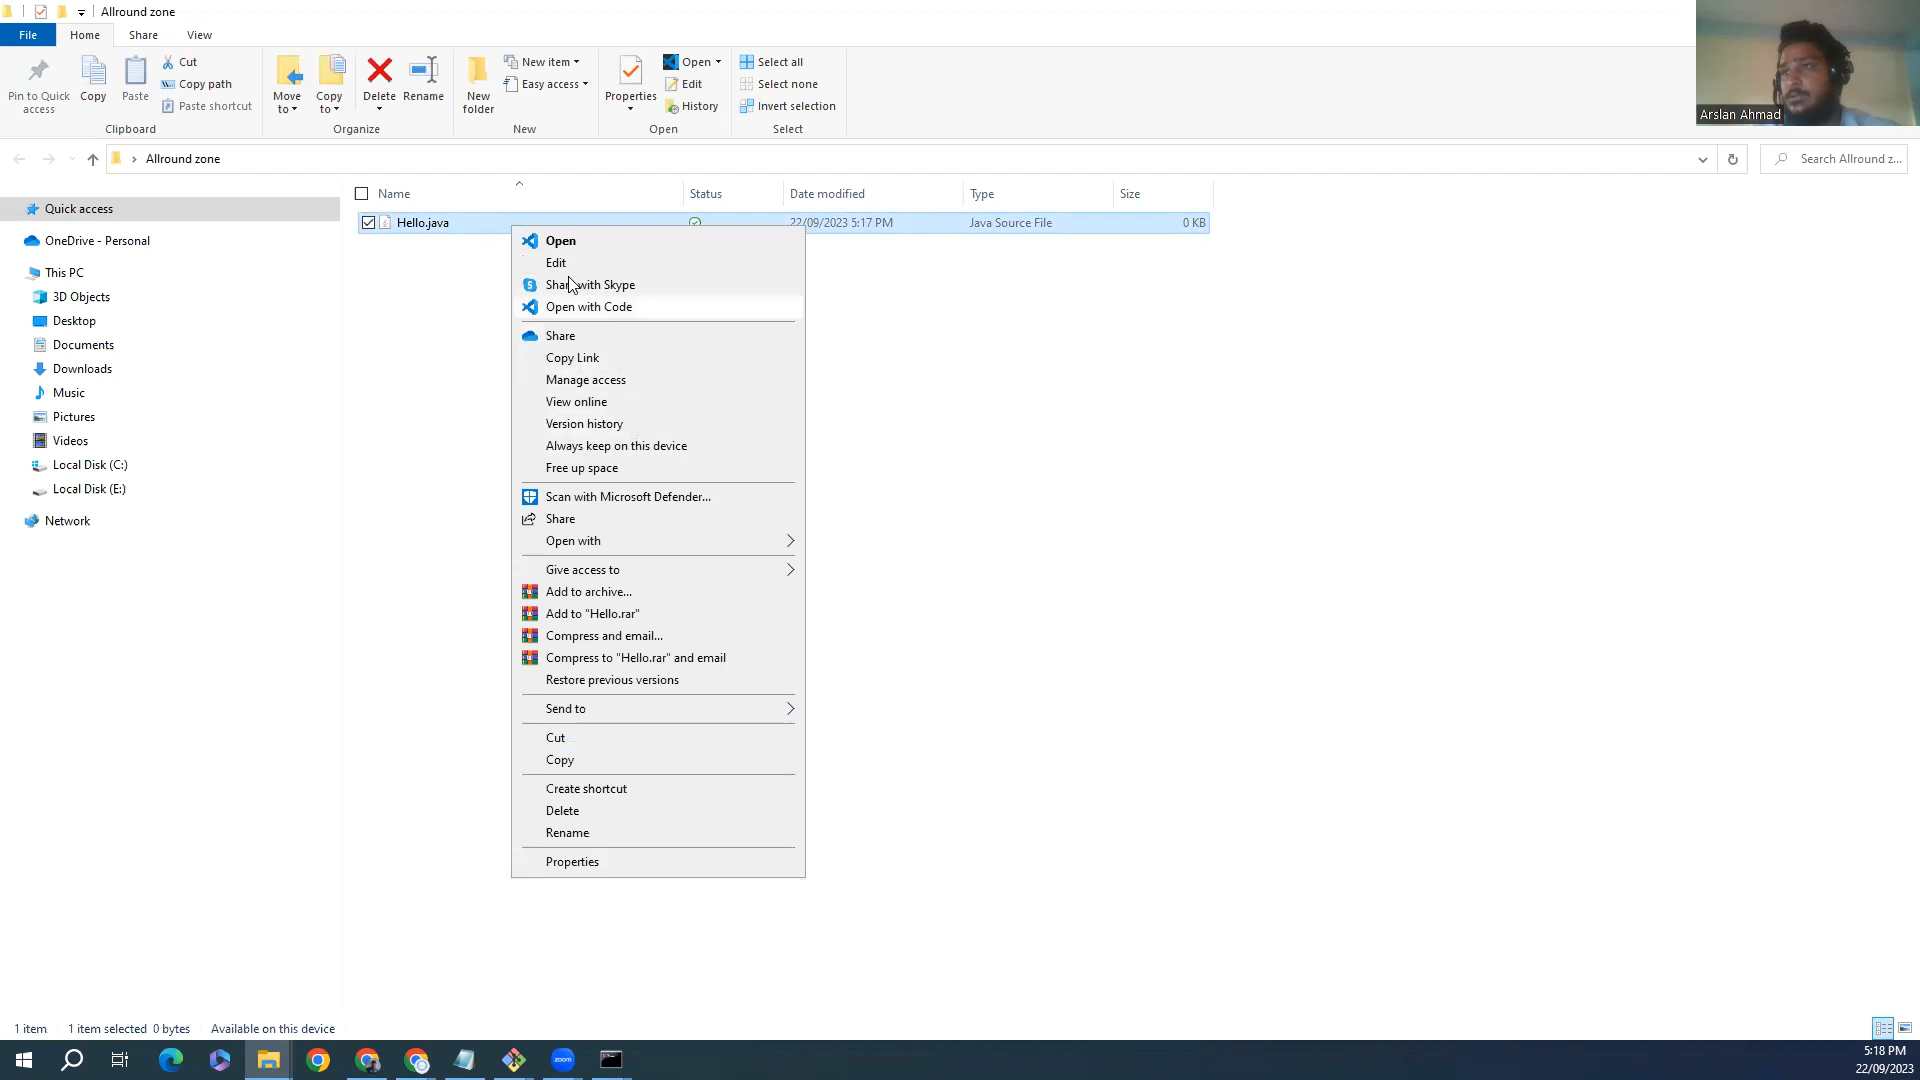 Allround zone
File Home Share View
Pin to Quick access
Copy
Paste
Cut
Copy path
Paste shortcut
Clipboard
Move to
Copy to
Delete
Rename
Organize
New folder
New item
Easy access
New
Properties
Open
Edit
History
Open
Select all
Select none
Invert selection
Select
Arslan Ahmad
Allround zone
Search Allround z...
Name Status Date modified Type Size
Hello.java 22/09/2023 5:17 PM Java Source File 0 KB
Quick access
OneDrive - Personal
This PC
3D Objects
Desktop
Documents
Downloads
Music
Pictures
Videos
Local Disk (C:)
Local Disk (E:)
Network
Open
Edit
Share with Skype
Open with Code
Share
Copy Link
Manage access
View online
Version history
Always keep on this device
Free up space
Scan with Microsoft Defender...
Share
Open with
Give access to
Add to archive...
Add to "Hello.rar"
Compress and email...
Compress to "Hello.rar" and email
Restore previous versions
Send to
Cut
Copy
Create shortcut
Delete
Rename
Properties
1 item 1 item selected 0 bytes Available on this device
zoom
5:18 PM
22/09/2023